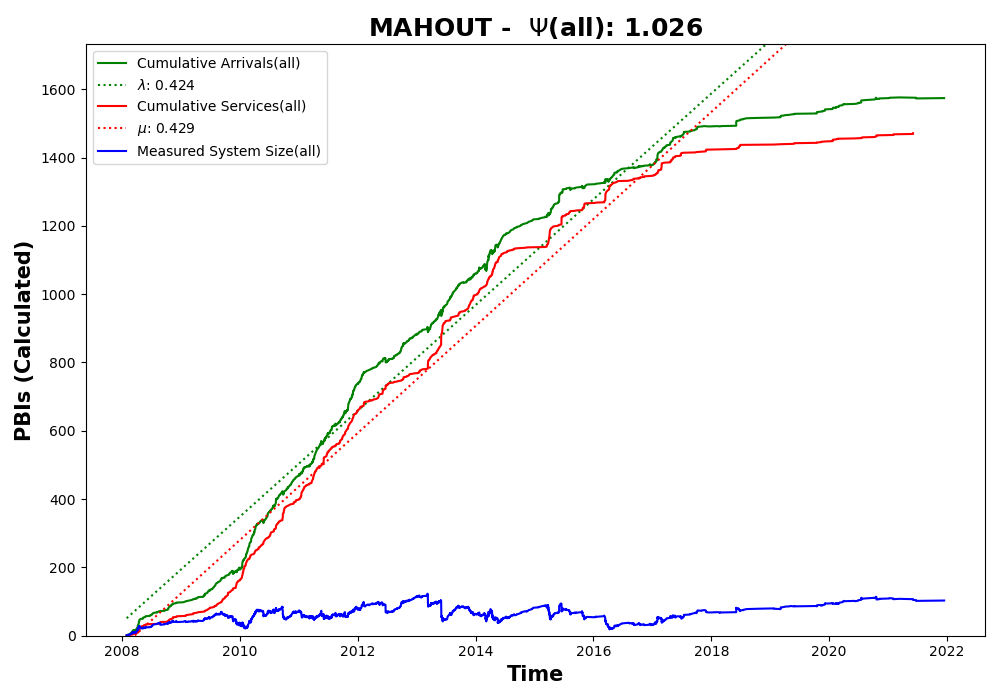 MAHOUT - Ψ(all): 1.026
Cumulative Arrivals(all)
λ: 0.424
Cumulative Services(all)
μ: 0.429
Measured System Size(all)
PBIs (Calculated)
1600
1400
1200
1000
800
600
400
200
0
2008 2010 2012 2014 2016 2018 2020 2022
Time